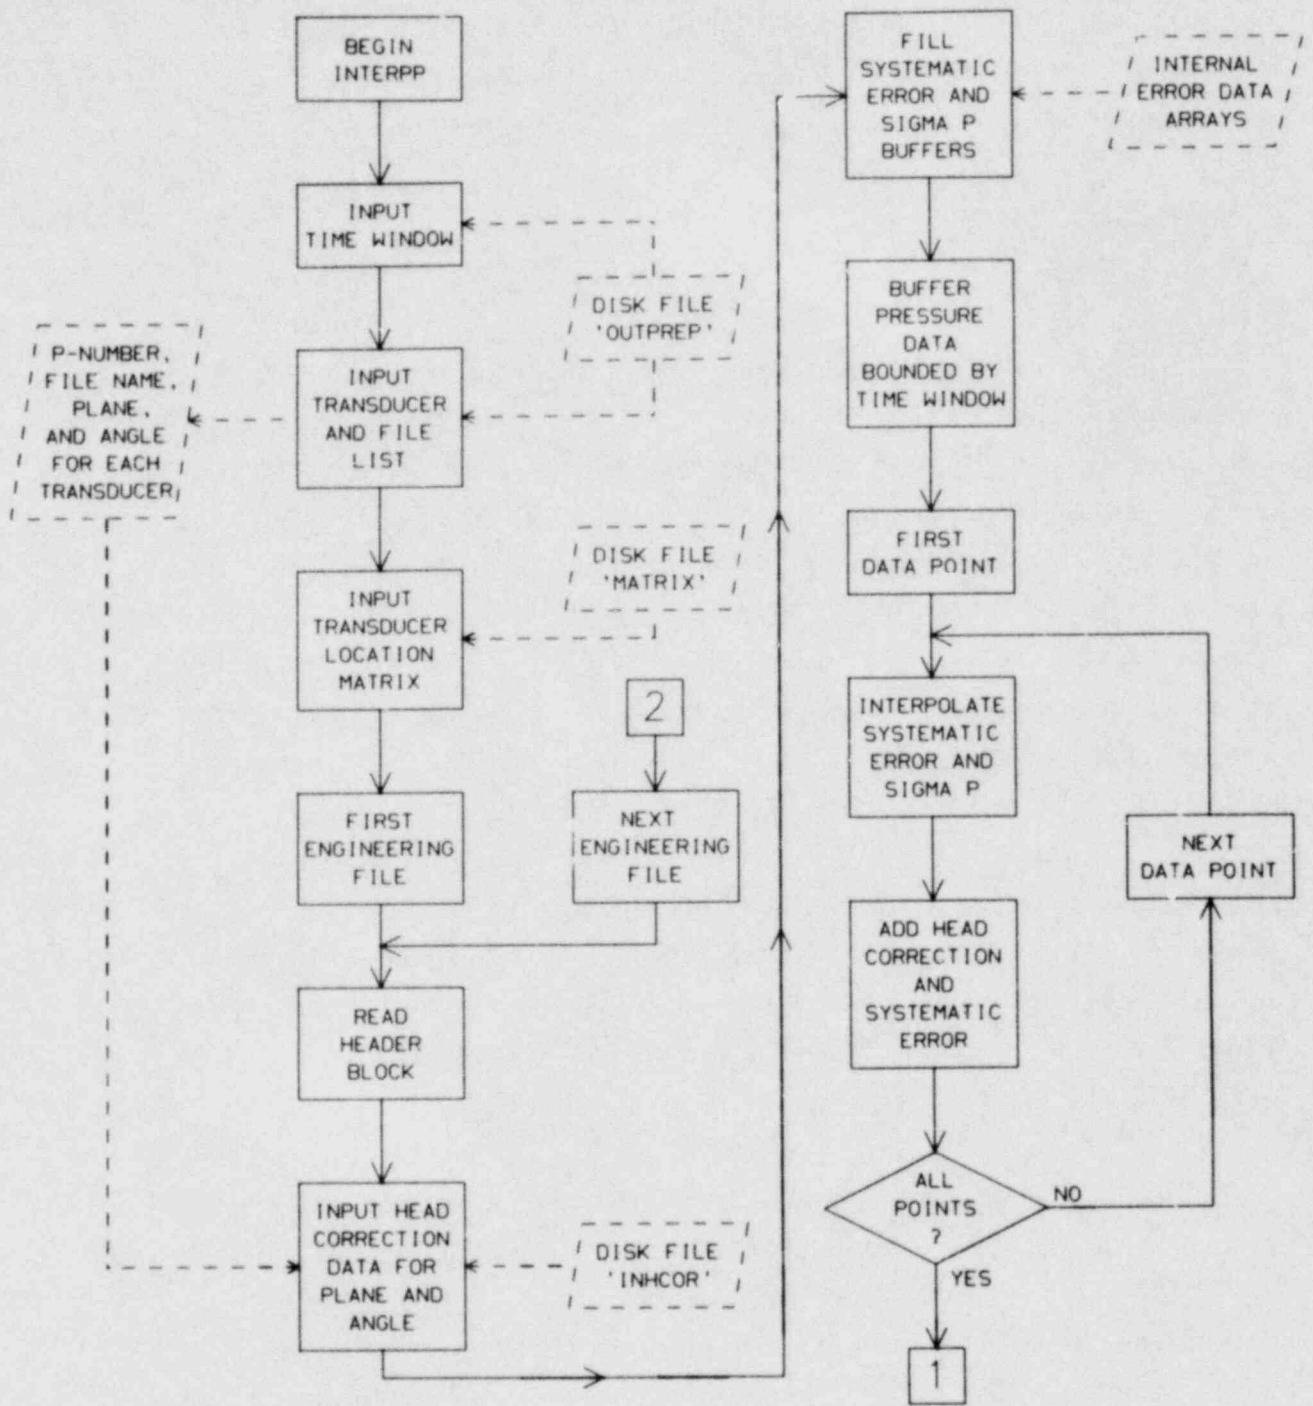 BEGIN
INTERPP
INPUT
TIME WINDOW
DISK FILE
'OUTPREP'
P-NUMBER,
FILE NAME,
PLANE,
AND ANGLE
FOR EACH
TRANSDUCER
INPUT
TRANSDUCER
AND FILE
LIST
DISK FILE
'MATRIX'
INPUT
TRANSDUCER
LOCATION
MATRIX
2
FIRST
ENGINEERING
FILE
NEXT
ENGINEERING
FILE
READ
HEADER
BLOCK
INPUT HEAD
CORRECTION
DATA FOR
PLANE AND
ANGLE
DISK FILE
'INHCOR'
FILL
SYSTEMATIC
ERROR AND
SIGMA P
BUFFERS
INTERNAL
ERROR DATA
ARRAYS
BUFFER
PRESSURE
DATA
BOUNDED BY
TIME WINDOW
FIRST
DATA POINT
INTERPOLATE
SYSTEMATIC
ERROR AND
SIGMA P
NEXT
DATA POINT
ADD HEAD
CORRECTION
AND
SYSTEMATIC
ERROR
ALL
POINTS
?
NO
YES
1